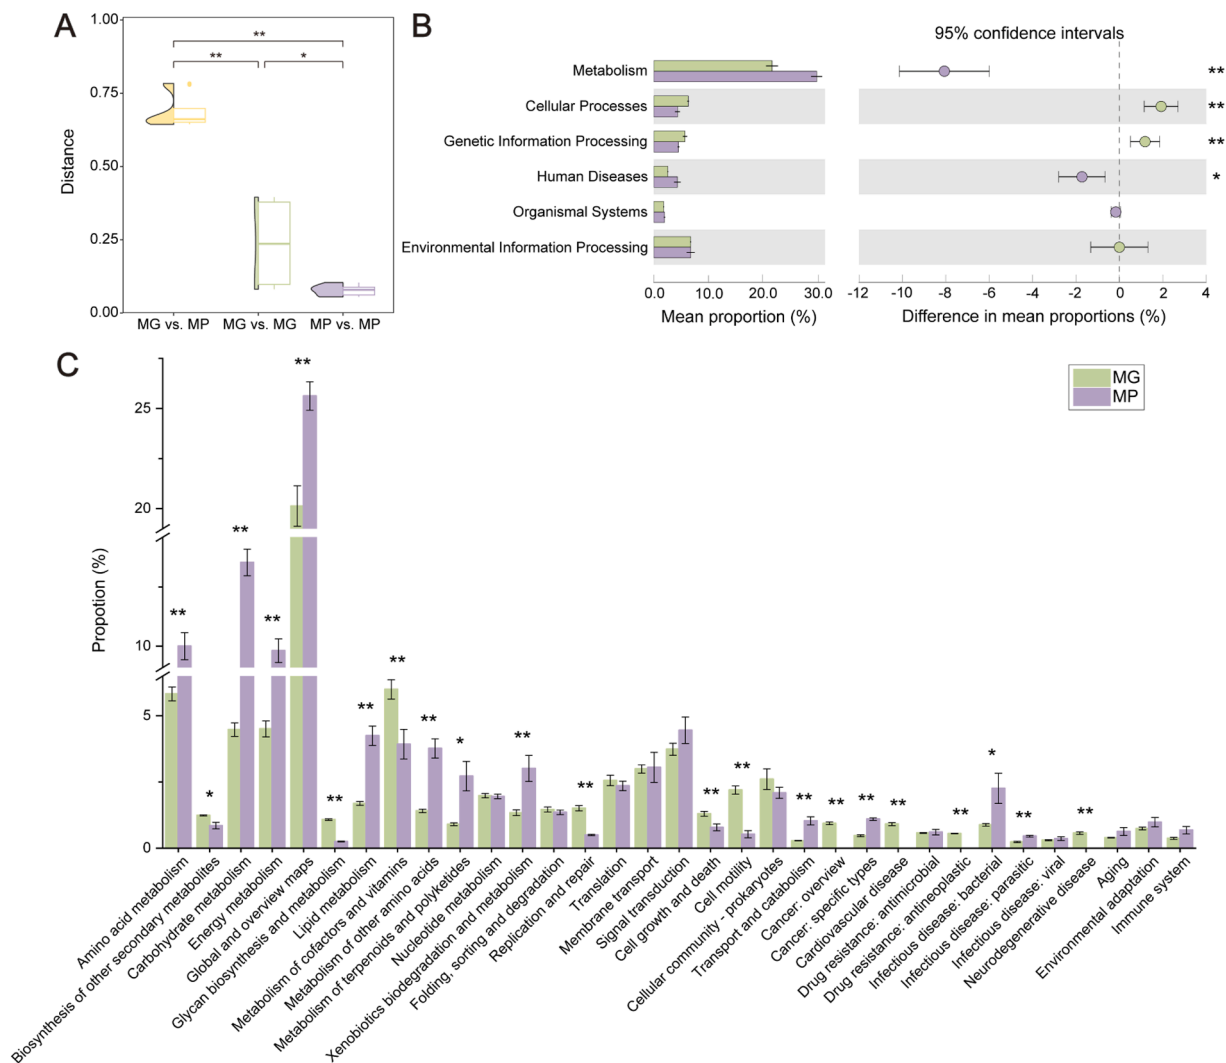 A
Distance
1.00
0.75
0.50
0.25
0.00
**
**
*
MG vs. MP
MG vs. MG
MP vs. MP
B
95% confidence intervals
Metabolism
**
Cellular Processes
**
Genetic Information Processing
**
Human Diseases
*
Organismal Systems
Environmental Information Processing
0.0
10.0
20.0
30.0
Mean proportion (%)
-12
-10
-8
-6
-4
-2
0
2
4
Difference in mean proportions (%)
C
MG
MP
Propotion (%)
25
20
10
5
0
**
*
**
**
**
**
**
**
**
*
**
**
**
**
**
**
**
**
**
*
**
**
Amino acid metabolism
Biosynthesis of other secondary metabolites
Carbohydrate metabolism
Energy metabolism
Global and overview maps
Glycan biosynthesis and metabolism
Lipid metabolism
Metabolism of cofactors and vitamins
Metabolism of other amino acids
Metabolism of terpenoids and polyketides
Nucleotide metabolism
Xenobiotics biodegradation and metabolism
Folding, sorting and degradation
Replication and repair
Translation
Membrane transport
Signal transduction
Cell growth and death
Cell motility
Cellular community - prokaryotes
Transport and catabolism
Cancer: overview
Cancer: specific types
Cardiovascular disease
Drug resistance: antimicrobial
Drug resistance: antineoplastic
Infectious disease: bacterial
Infectious disease: parasitic
Infectious disease: viral
Neurodegenerative disease
Aging
Environmental adaptation
Immune system